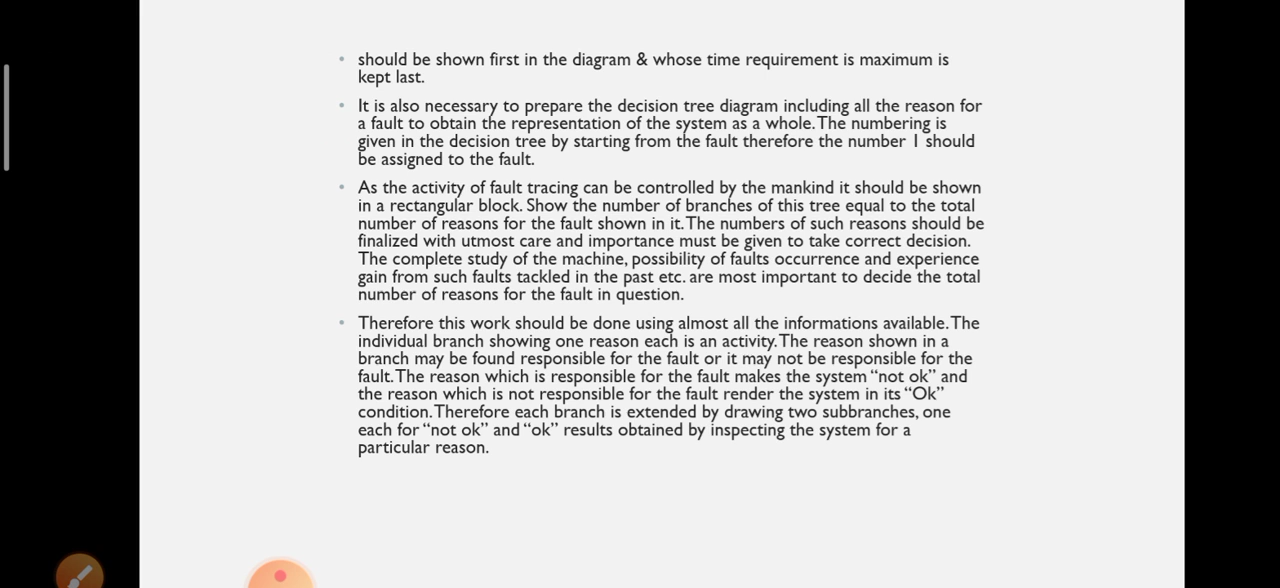 should be shown first in the diagram & whose time requirement is maximum is
kept last.
It is also necessary to prepare the decision tree diagram including all the reason for
a fault to obtain the representation of the system as a whole. The numbering is
given in the decision tree by starting from the fault therefore the number 1 should
be assigned to the fault.
As the activity of fault tracing can be controlled by the mankind it should be shown
in a rectangular block. Show the number of branches of this tree equal to the total
number of reasons for the fault shown in it. The numbers of such reasons should be
finalized with utmost care and importance must be given to take correct decision.
The complete study of the machine, possibility of faults occurrence and experience
gain from such faults tackled in the past etc. are most important to decide the total
number of reasons for the fault in question.
Therefore this work should be done using almost all the informations available. The
individual branch showing one reason each is an activity. The reason shown in a
branch may be found responsible for the fault or it may not be responsible for the
fault. The reason which is responsible for the fault makes the system “not ok” and
the reason which is not responsible for the fault render the system in its “Ok”
condition. Therefore each branch is extended by drawing two subbranches, one
each for “not ok” and “ok” results obtained by inspecting the system for a
particular reason.